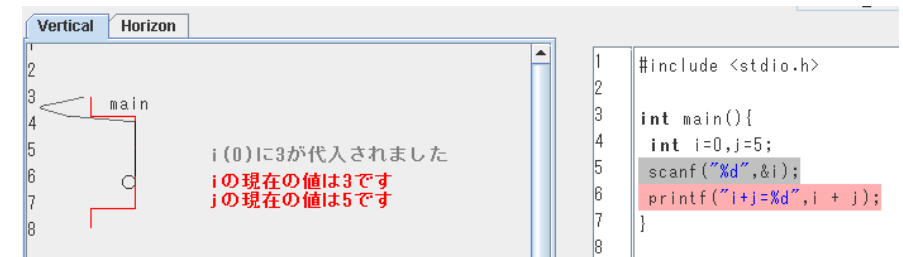 Vertical Horizon
2
3
main
4
5
i(0)に3が代入されました
6
iの現在の値は3です
7
jの現在の値は5です
8
1 #include <stdio.h>
2
3 int main(){
4 int i=0,j=5;
5 scanf("%d",&i);
6 printf("i+j=%d",i + j);
7 }
8